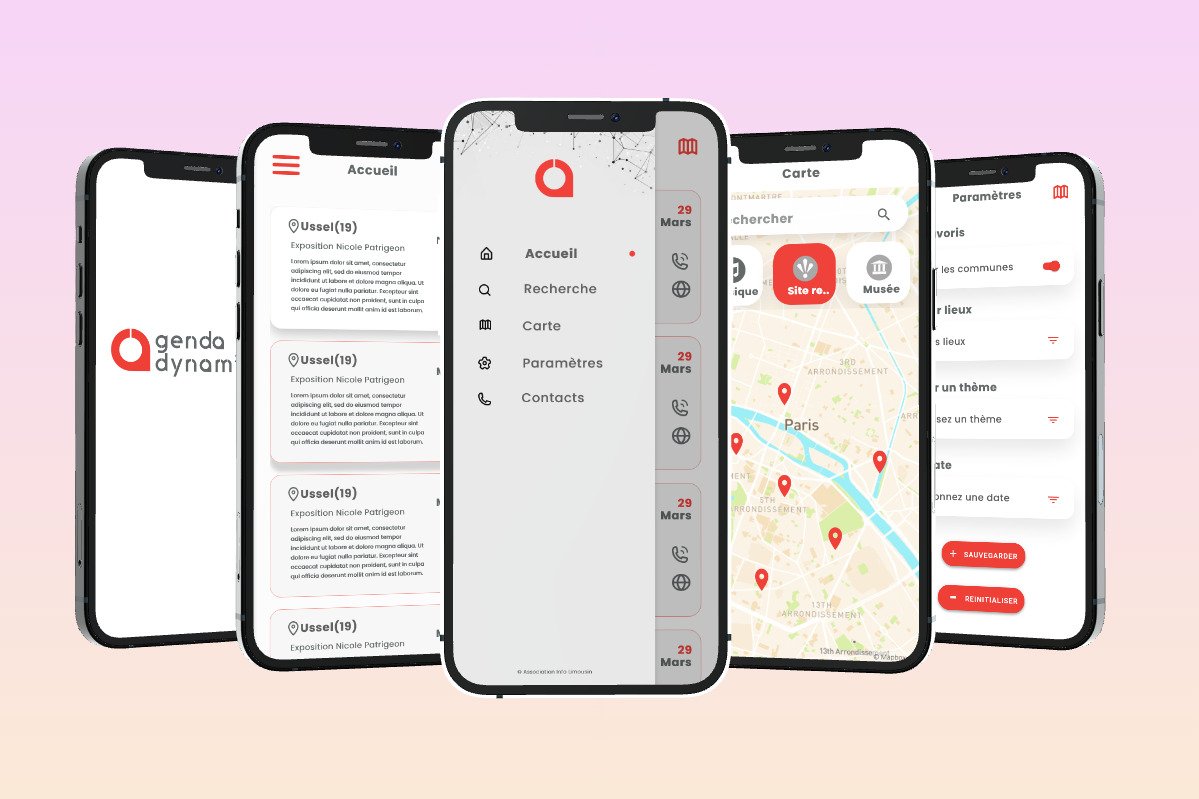 genda
dynam
Accueil
Ussel(19)
Exposition Nicole Patrigeon
lorem ipsum dolor sit amet, consectetur
adipiscing elit, sed do eiusmod tempor
incididunt ut labore et dolore magna aliqua. Ut
dolore eu fugiat nulla pariatur. Excepteur sint
occaecat cupidatat non proident, sunt in culpa
qui officia deserunt mollit anim id est laborum.
Ussel(19)
Exposition Nicole Patrigeon
lorem ipsum dolor sit amet, consectetur
adipiscing elit, sed do eiusmod tempor
incididunt ut labore et dolore magna aliqua. Ut
dolore eu fugiat nulla pariatur. Excepteur sint
occaecat cupidatat non proident, sunt in culpa
qui officia deserunt mollit anim id est laborum.
Ussel(19)
Exposition Nicole Patrigeon
lorem ipsum dolor sit amet, consectetur
adipiscing elit, sed do eiusmod tempor
incididunt ut labore et dolore magna aliqua. Ut
dolore eu fugiat nulla pariatur. Excepteur sint
occaecat cupidatat non proident, sunt in culpa
qui officia deserunt mollit anim id est laborum.
Ussel(19)
Exposition Nicole Patrigeon
Accueil
Recherche
Carte
Paramètres
Contacts
© Association Info Limousin
29
Mars
29
Mars
29
Mars
29
Mars
Carte
ONTMARTRE
echercher
ique
Site re..
Musée
3RD
ARRONDISSEMENT
Paris
ARR
MENT
5TH
ARRONDISSEMENT
13TH
ARRONDISSEMENT
13th Arrondissement
© Mapbox
Paramètres
voris
r les communes
r lieux
s lieux
r un thème
sez un thème
ate
onnez une date
+ SAUVEGARDER
- REINITIALISER